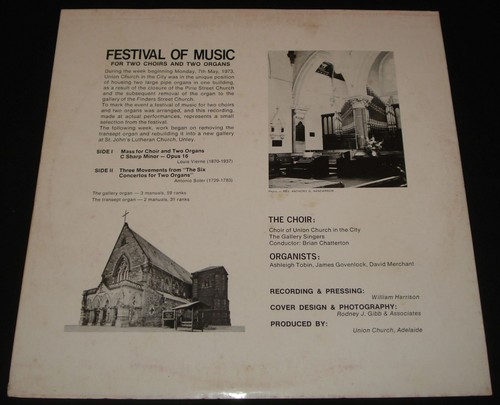 FESTIVAL OF MUSIC
FOR TWO CHOIRS AND TWO ORGANS
During the week beginning Monday, 7th May, 1973,
Union Church in the City was in the unique position
of housing two large pipe organs in one building,
as a result of the closure of the Pirie Street Church
and the subsequent removal of the organ to the
gallery of the Flinders Street Church.
To mark the event a festival of music for two choirs
and two organs was arranged, and this recording,
made at actual performances, represents a small
selection from the festival.
The following week, work began on removing the
transept organ and rebuilding it into a new gallery
at St. John's Lutheran Church, Unley.
SIDE I Mass for Choir and Two Organs
C Sharp Minor — Opus 16
Louis Vierne (1870-1937)
SIDE II Three Movements from "The Six
Concertos for Two Organs"
Antonio Soler (1729-1783)
The gallery organ — 3 manuals, 59 ranks
The transept organ — 2 manuals, 31 ranks
THE CHOIR:
Choir of Union Church in the City
The Gallery Singers
Conductor: Brian Chatterton
ORGANISTS:
Ashleigh Tobin, James Govenlock, David Merchant
RECORDING & PRESSING:
William Harrison
COVER DESIGN & PHOTOGRAPHY:
Rodney J. Gibb & Associates
PRODUCED BY:
Union Church, Adelaide